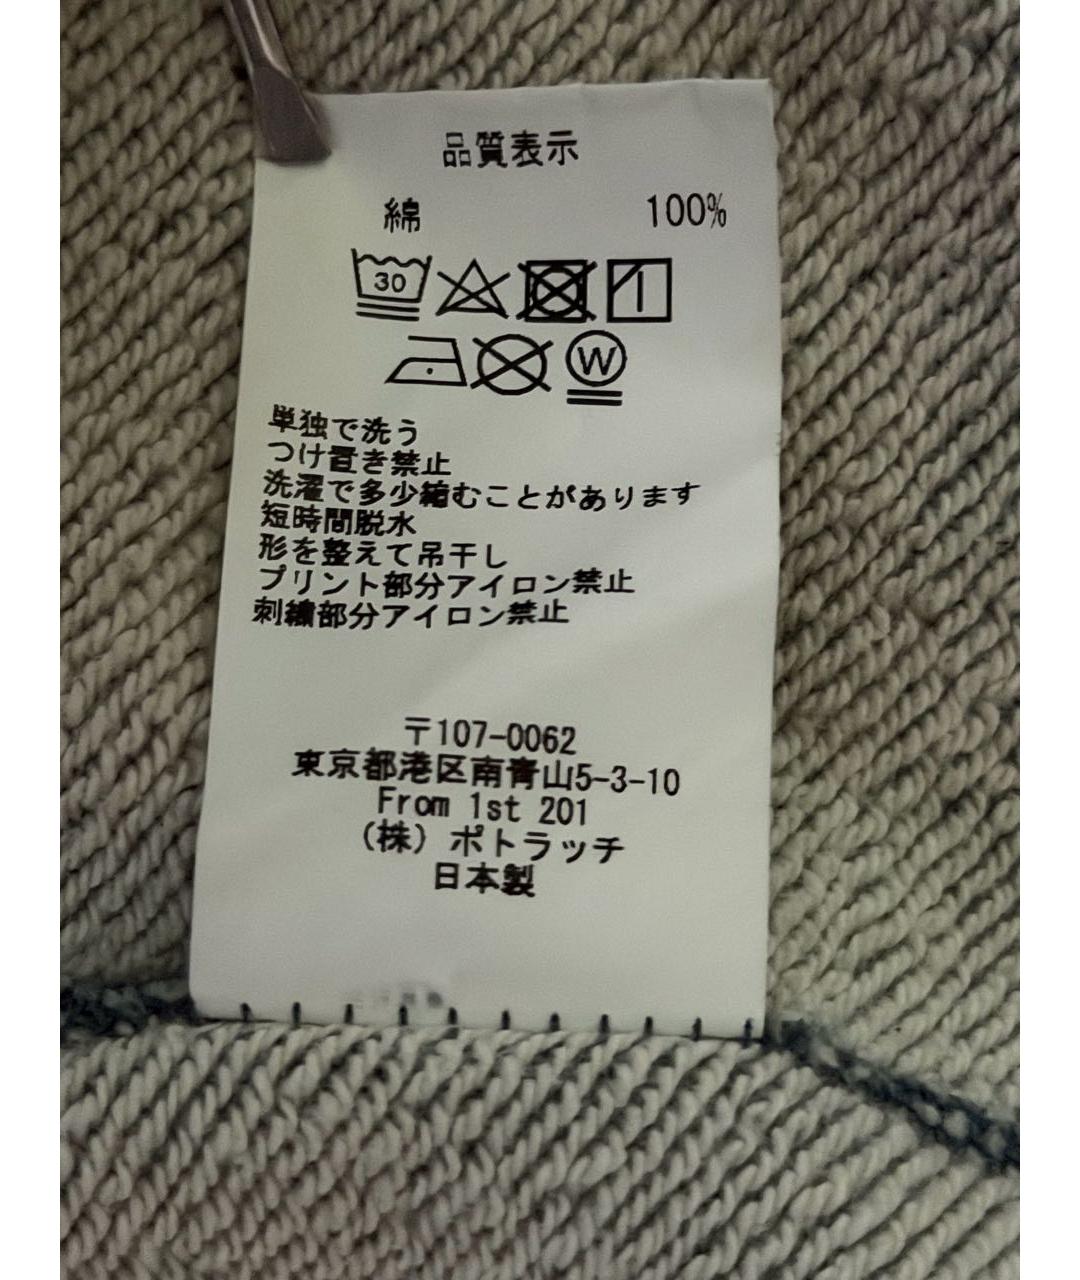 品質表示
綿 100%
30
W
単独で洗う
つけ置き禁止
洗濯で多少縮むことがあります
短時間脱水
形を整えて吊干し
プリント部分アイロン禁止
刺繍部分アイロン禁止
〒107-0062
東京都港区南青山5-3-10
From 1st 201
(株) ポトラッチ
日本製